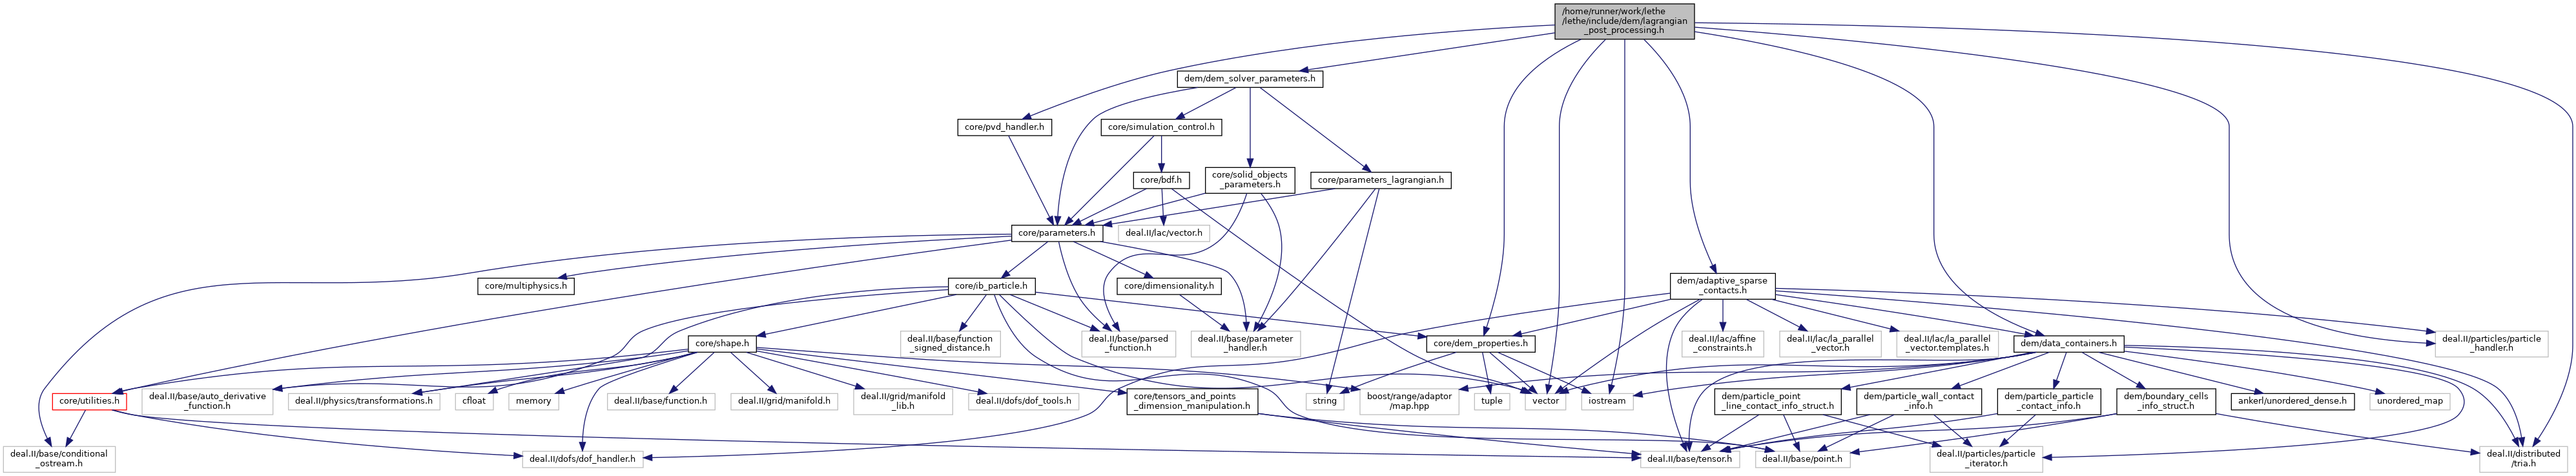 /home/runner/work/lethe
/lethe/include/dem/lagrangian
_post_processing.h
dem/dem_solver_parameters.h
core/pvd_handler.h
core/simulation_control.h
core/bdf.h
core/solid_objects
_parameters.h
core/parameters_lagrangian.h
core/parameters.h
deal.II/lac/vector.h
core/multiphysics.h
core/ib_particle.h
core/dimensionality.h
dem/adaptive_sparse
_contacts.h
core/shape.h
deal.II/base/function
_signed_distance.h
deal.II/base/parsed
_function.h
deal.II/base/parameter
_handler.h
core/dem_properties.h
deal.II/lac/affine
_constraints.h
deal.II/lac/la_parallel
_vector.h
deal.II/lac/la_parallel
_vector.templates.h
dem/data_containers.h
deal.II/particles/particle
_handler.h
core/utilities.h
deal.II/base/auto_derivative
_function.h
deal.II/physics/transformations.h
cfloat
memory
deal.II/base/function.h
deal.II/grid/manifold.h
deal.II/grid/manifold
_lib.h
deal.II/dofs/dof_tools.h
core/tensors_and_points
_dimension_manipulation.h
string
boost/range/adaptor
/map.hpp
tuple
vector
iostream
dem/particle_point
_line_contact_info_struct.h
dem/particle_wall_contact
_info.h
dem/particle_particle
_contact_info.h
dem/boundary_cells
_info_struct.h
ankerl/unordered_dense.h
unordered_map
deal.II/base/conditional
_ostream.h
deal.II/dofs/dof_handler.h
deal.II/base/tensor.h
deal.II/base/point.h
deal.II/particles/particle
_iterator.h
deal.II/distributed
/tria.h